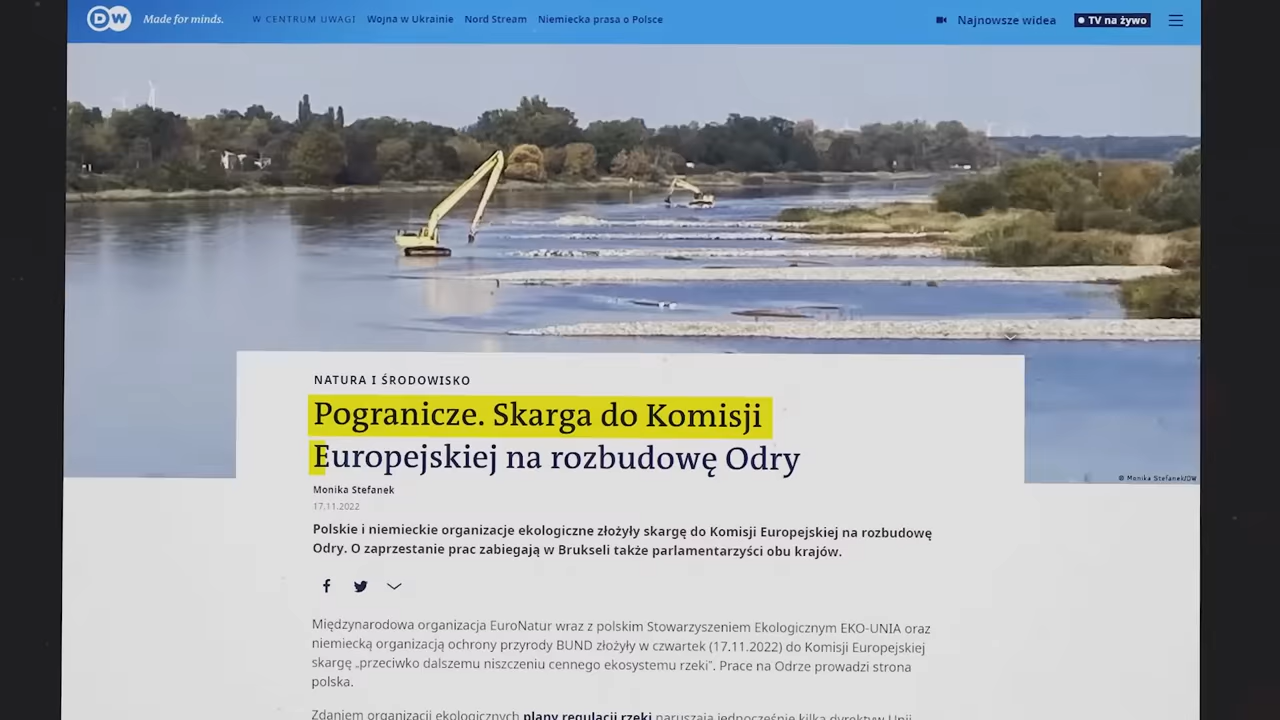 DW Made for minds. W CENTRUM UWAGI Wojna w Ukrainie Nord Stream Niemiecka prasa o Polsce Najnowsze widea TV na żywo
© Monika Stefanek/DW
NATURA I ŚRODOWISKO
Pogranicze. Skarga do Komisji
Europejskiej na rozbudowę Odry
Monika Stefanek
17.11.2022
Polskie i niemieckie organizacje ekologiczne złożyły skargę do Komisji Europejskiej na rozbudowę
Odry. O zaprzestanie prac zabiegają w Brukseli także parlamentarzyści obu krajów.
Międzynarodowa organizacja EuroNatur wraz z polskim Stowarzyszeniem Ekologicznym EKO-UNIA oraz
niemiecką organizacją ochrony przyrody BUND złożyły w czwartek (17.11.2022) do Komisji Europejskiej
skargę „przeciwko dalszemu niszczeniu cennego ekosystemu rzeki”. Prace na Odrze prowadzi strona
polska.
Zdaniem organizacji ekologicznych plany regulacji rzeki naruszają jednocześnie kilka dyrektyw Unii